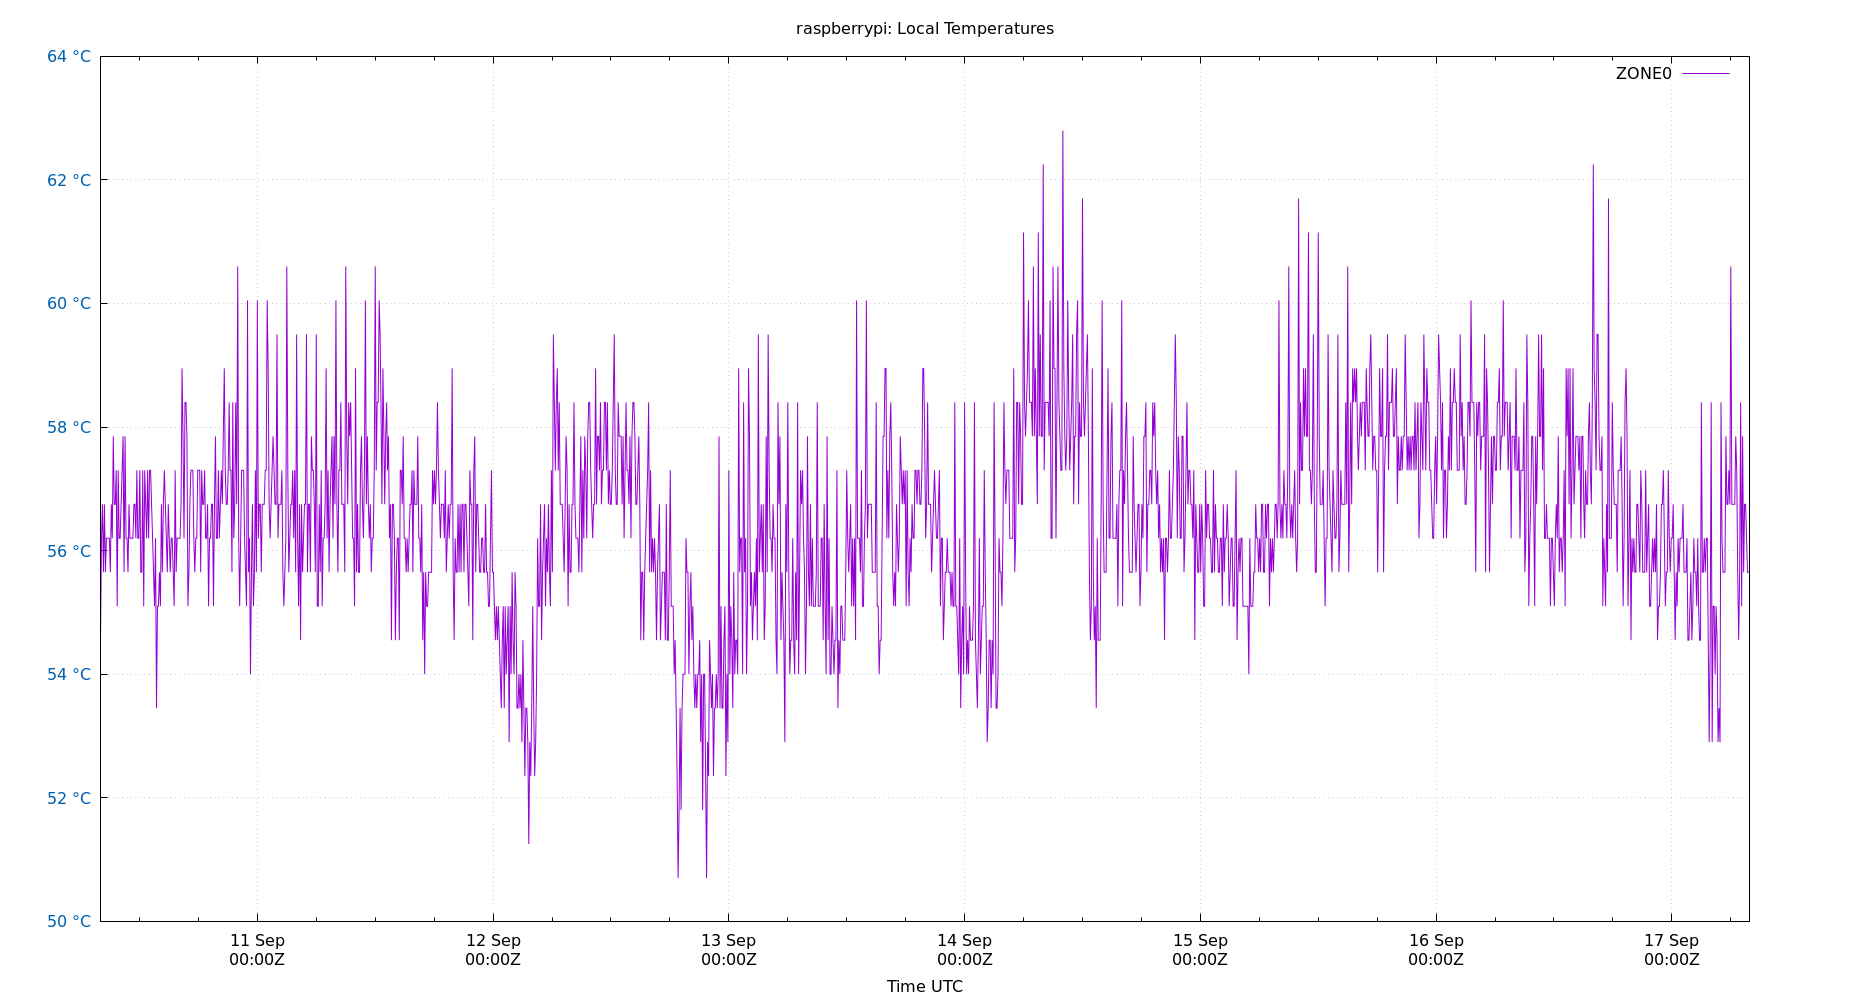 raspberrypi: Local Temperatures
64 °C
ZONE0
62 °C
60 °C
58 °C
56 °C
54 °C
52 °C
50 °C
11 Sep 12 Sep 13 Sep 14 Sep 15 Sep 16 Sep 17 Sep
00:00Z 00:00Z 00:00Z 00:00Z 00:00Z 00:00Z 00:00Z
Time UTC